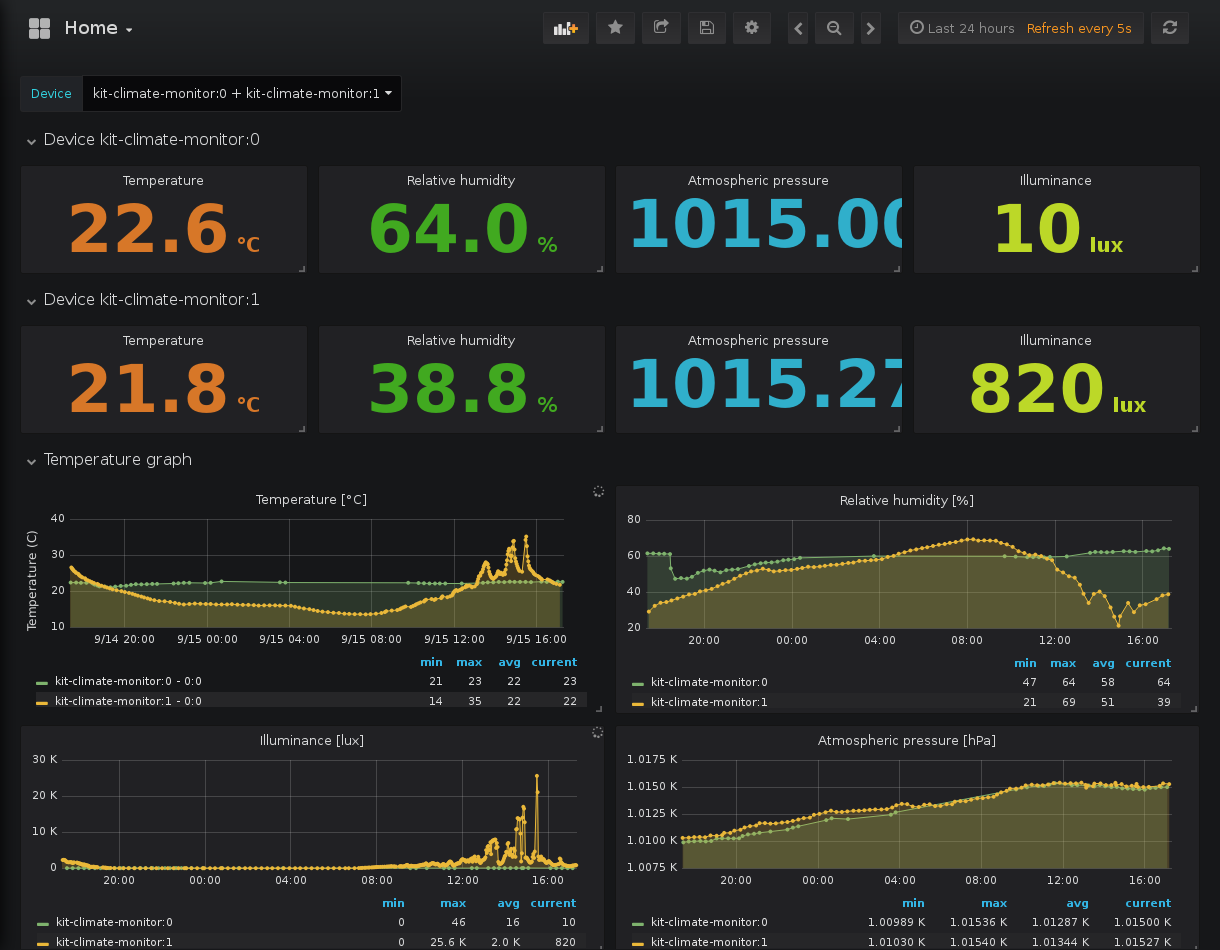 Home
Last 24 hours Refresh every 5s
Device kit-climate-monitor:0 + kit-climate-monitor:1
Device kit-climate-monitor:0
Temperature Relative humidity Atmospheric pressure Illuminance
22.6 °C 64.0 % 1015.00 10 lux
Device kit-climate-monitor:1
Temperature Relative humidity Atmospheric pressure Illuminance
21.8 °C 38.8 % 1015.27 820 lux
Temperature graph
Temperature [°C]
Temperature (C)
40
30
20
10
9/14 20:00 9/15 00:00 9/15 04:00 9/15 08:00 9/15 12:00 9/15 16:00
min max avg current
kit-climate-monitor:0 - 0:0 21 23 22 23
kit-climate-monitor:1 - 0:0 14 35 22 22
Relative humidity [%]
80
60
40
20
20:00 00:00 04:00 08:00 12:00 16:00
min max avg current
kit-climate-monitor:0 47 64 58 64
kit-climate-monitor:1 21 69 51 39
Illuminance [lux]
30 K
20 K
10 K
0
20:00 00:00 04:00 08:00 12:00 16:00
min max avg current
kit-climate-monitor:0 0 46 16 10
kit-climate-monitor:1 0 25.6 K 2.0 K 820
Atmospheric pressure [hPa]
1.0175 K
1.0150 K
1.0125 K
1.0100 K
1.0075 K
20:00 00:00 04:00 08:00 12:00 16:00
min max avg current
kit-climate-monitor:0 1.00989 K 1.01536 K 1.01287 K 1.01500 K
kit-climate-monitor:1 1.01030 K 1.01540 K 1.01344 K 1.01527 K